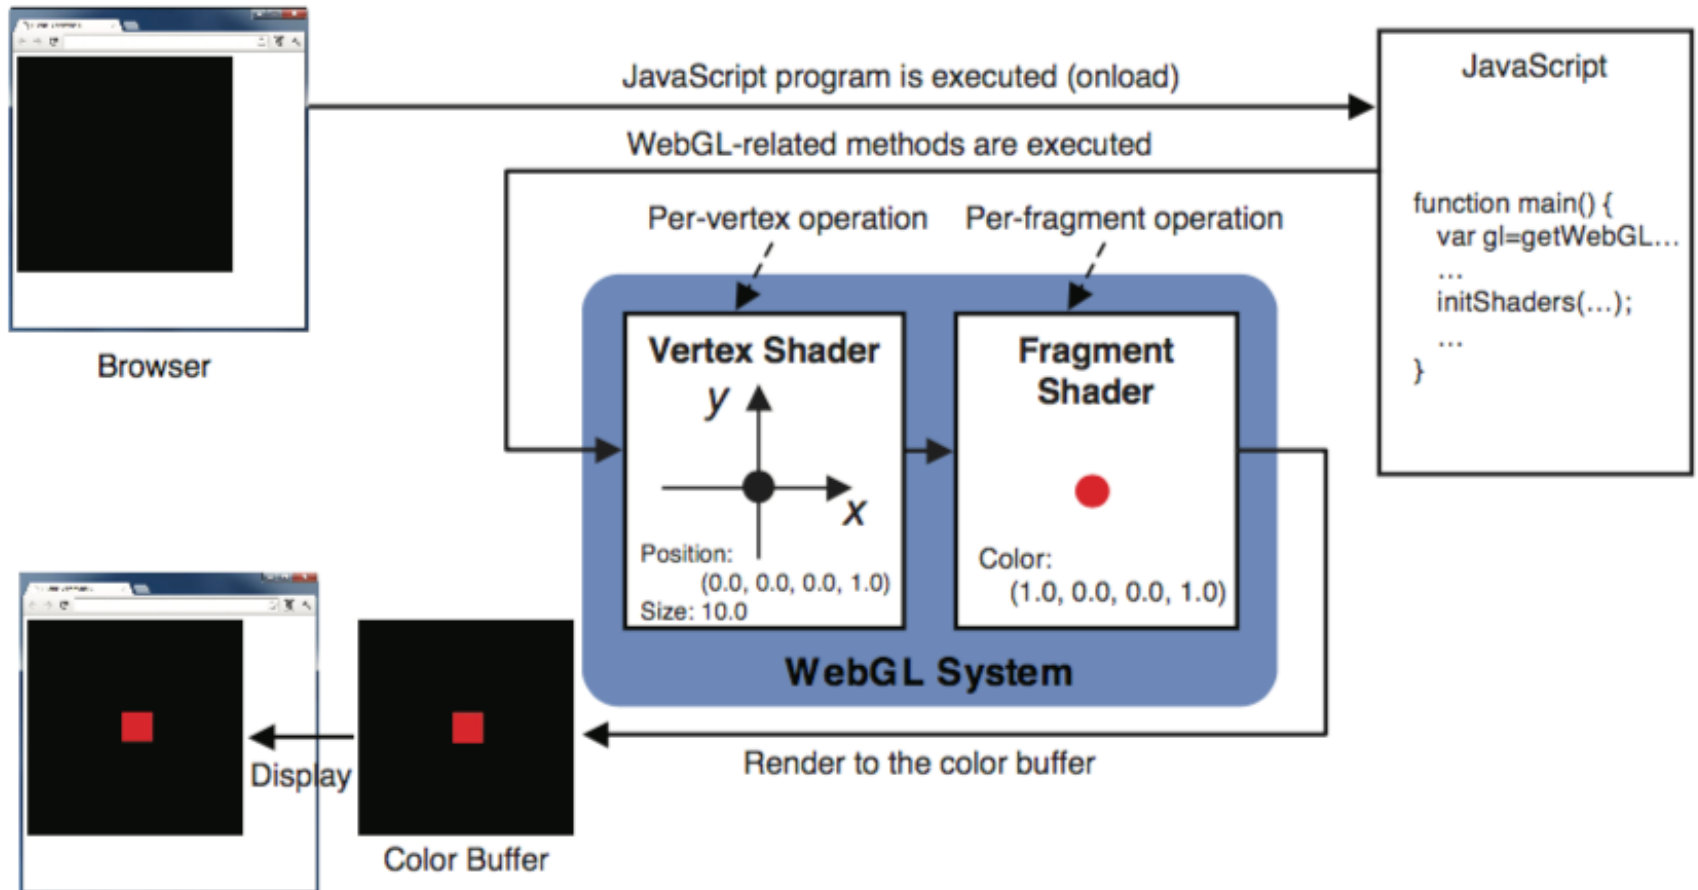 JavaScript program is executed (onload)
JavaScript
WebGL-related methods are executed
Per-vertex operation
Per-fragment operation
function main() {
var gl=getWebGL…
…
initShaders(…);
…
}
Browser
Vertex Shader
y
x
Position:
(0.0, 0.0, 0.0, 1.0)
Size: 10.0
Fragment
Shader
Color:
(1.0, 0.0, 0.0, 1.0)
WebGL System
Render to the color buffer
Display
Color Buffer